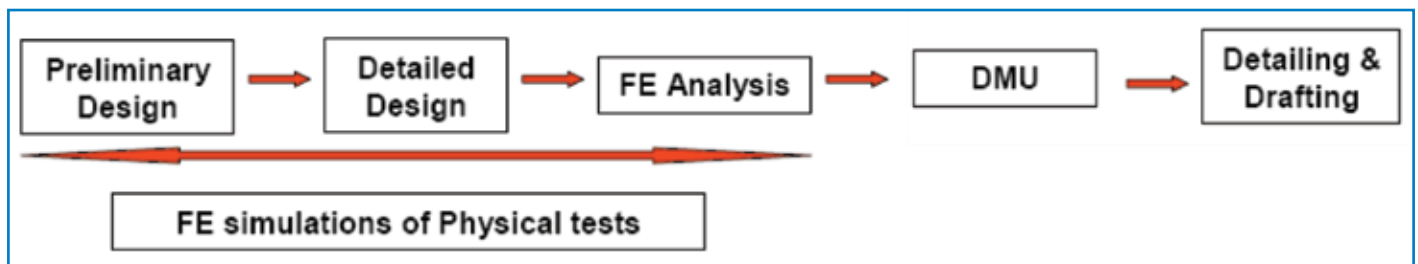 Preliminary
Design
Detailed
Design
FE Analysis
DMU
Detailing &
Drafting
FE simulations of Physical tests